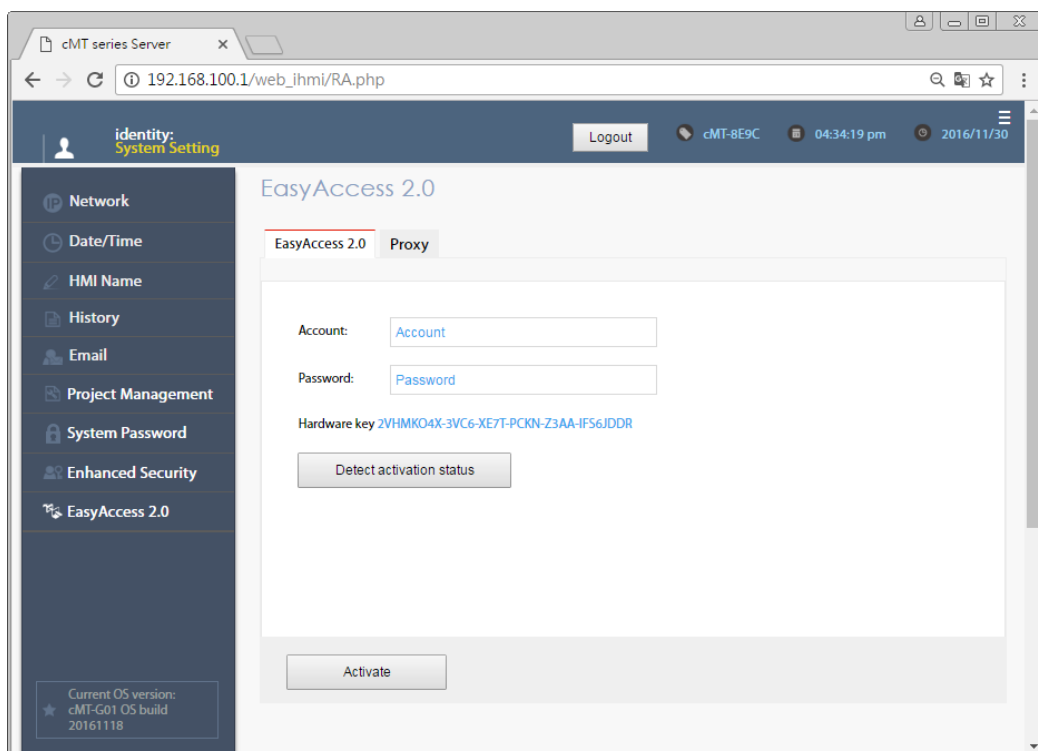 cMT series Server
192.168.100.1/web_ihmi/RA.php
identity:
System Setting
Logout
cMT-8E9C
04:34:19 pm
2016/11/30
Network
Date/Time
HMI Name
History
Email
Project Management
System Password
Enhanced Security
EasyAccess 2.0
Current OS version:
cMT-G01 OS build
20161118
EasyAccess 2.0
EasyAccess 2.0
Proxy
Account:
Account
Password:
Password
Hardware key 2VHMKO4X-3VC6-XE7T-PCKN-Z3AA-IFS6JDDR
Detect activation status
Activate